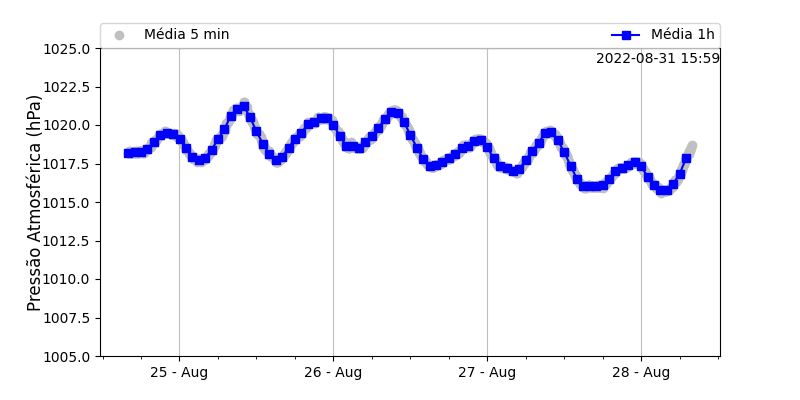 Média 5 min
Média 1h
2022-08-31 15:59
Pressão Atmosférica (hPa)
1025.0
1022.5
1020.0
1017.5
1015.0
1012.5
1010.0
1007.5
1005.0
25 - Aug
26 - Aug
27 - Aug
28 - Aug